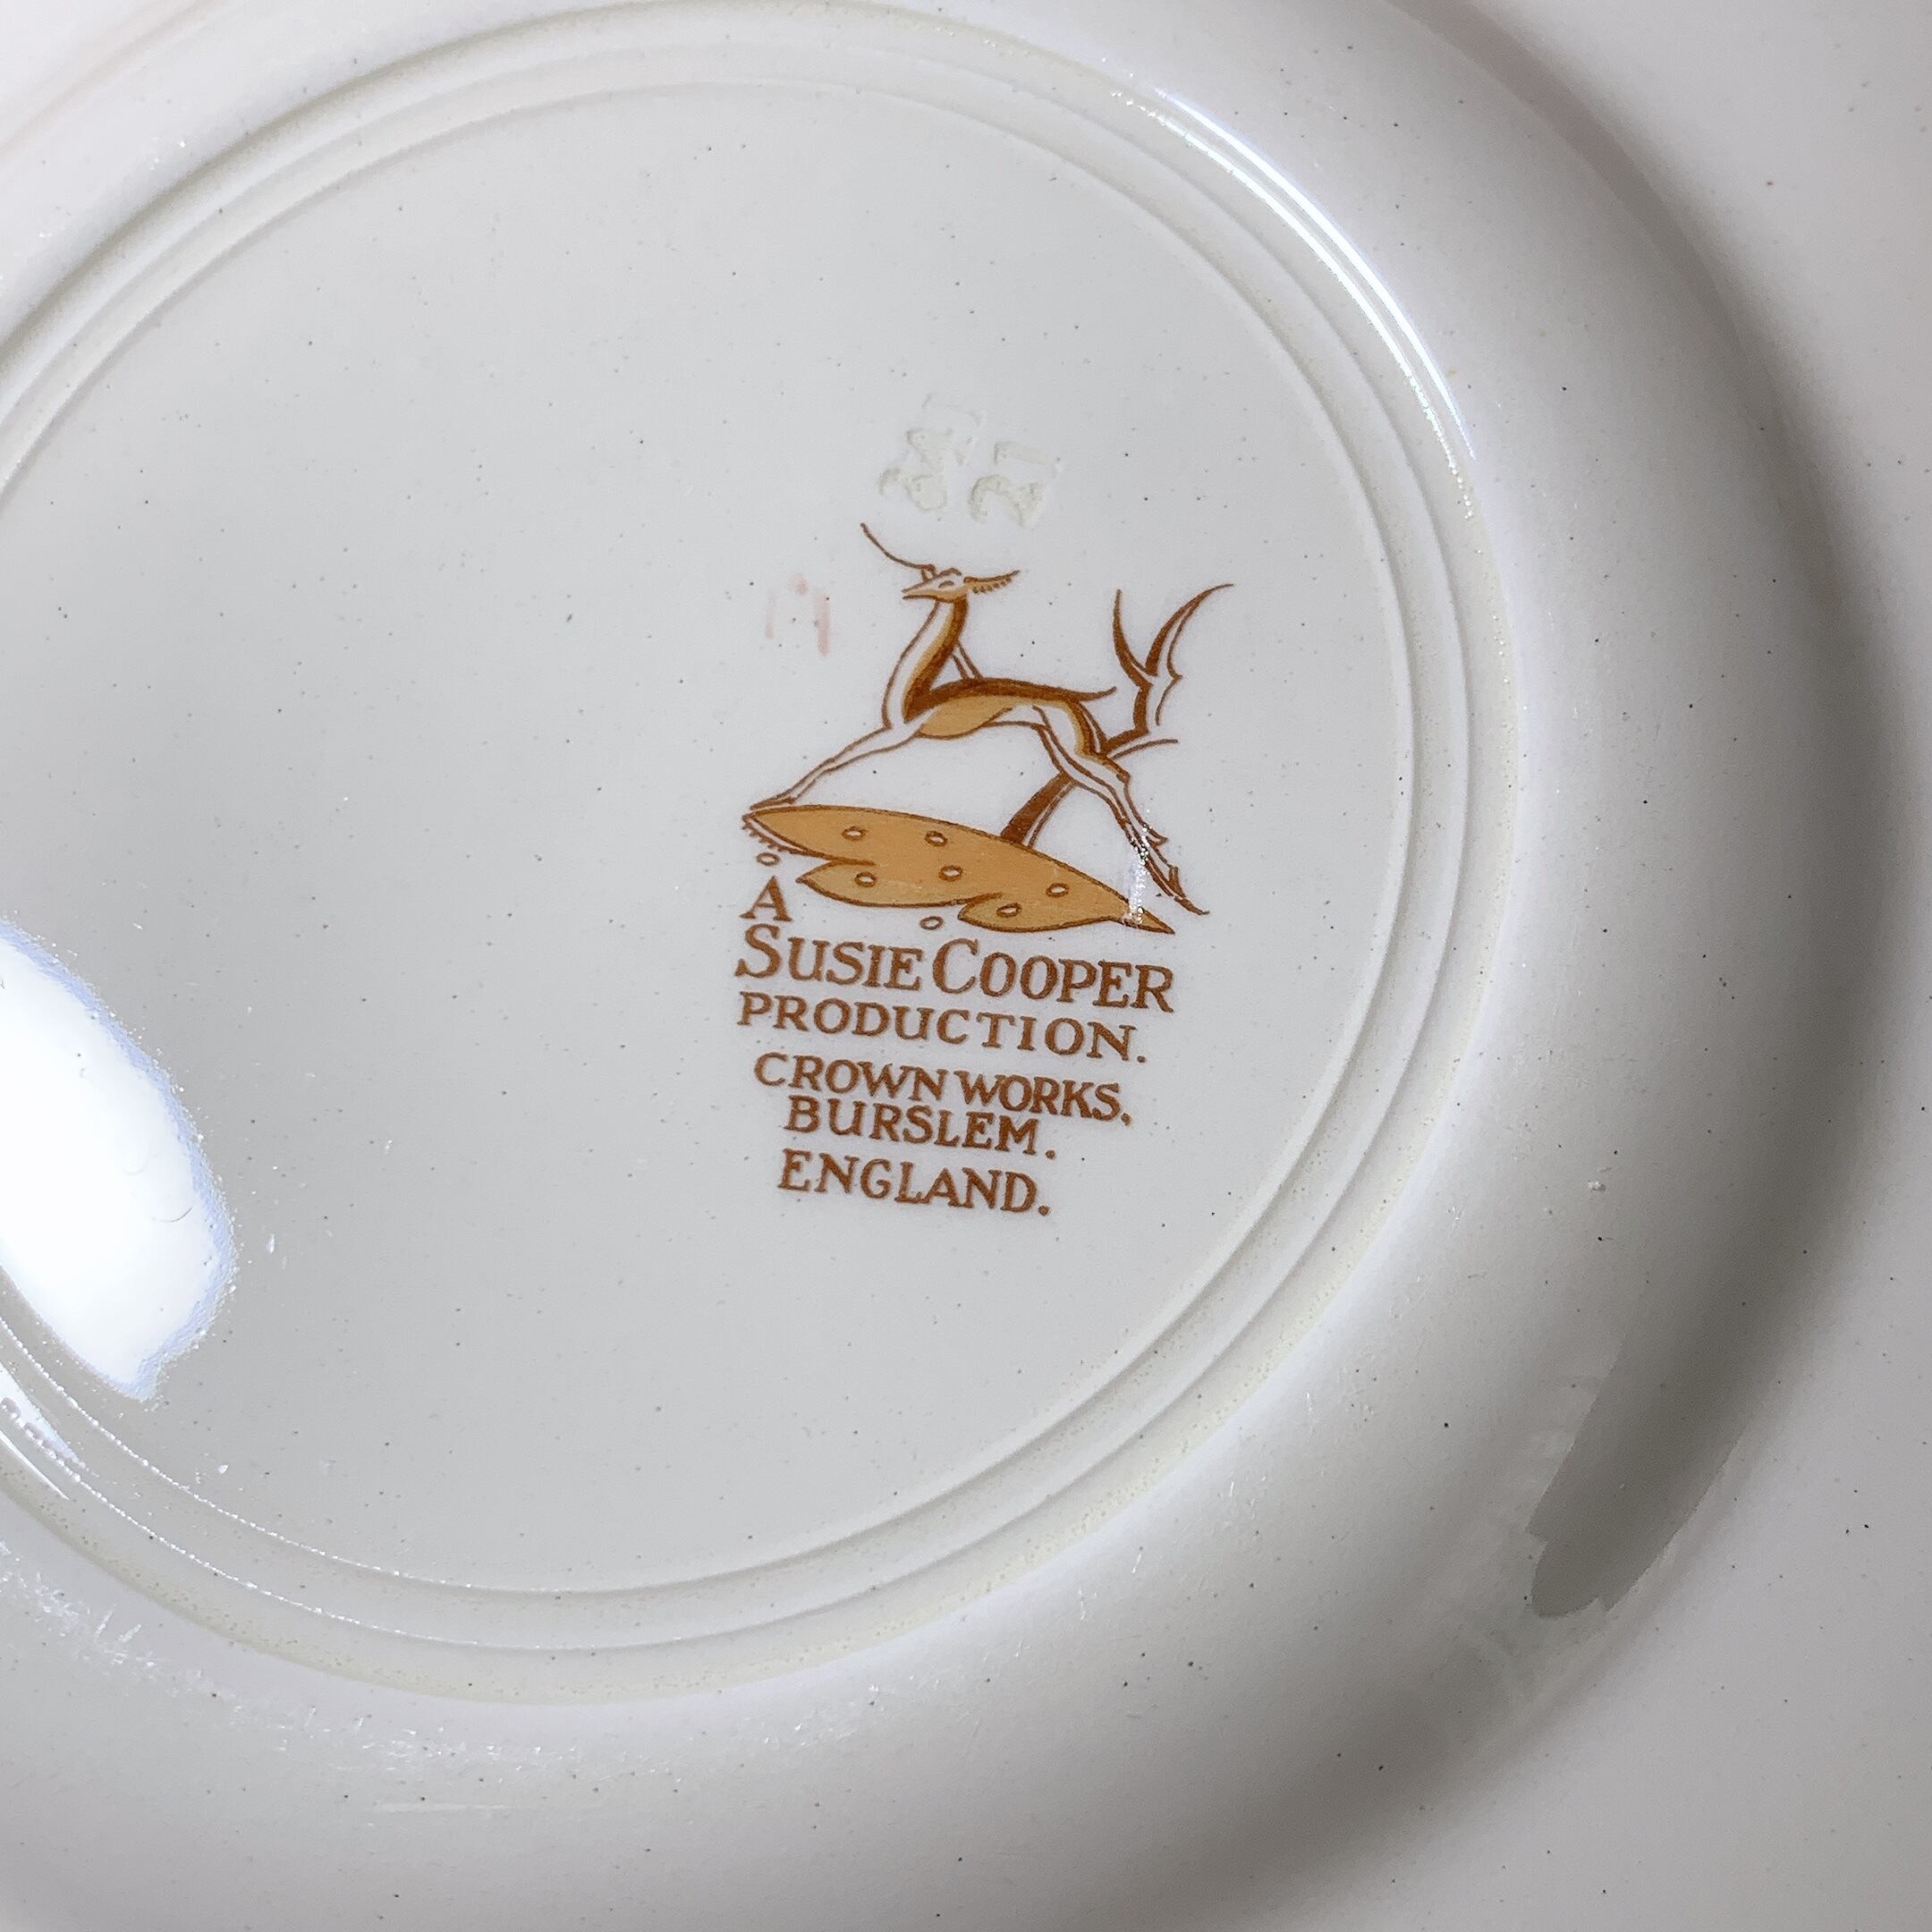 A
SUSIE COOPER
PRODUCTION.
CROWN WORKS,
BURSLEM.
ENGLAND.